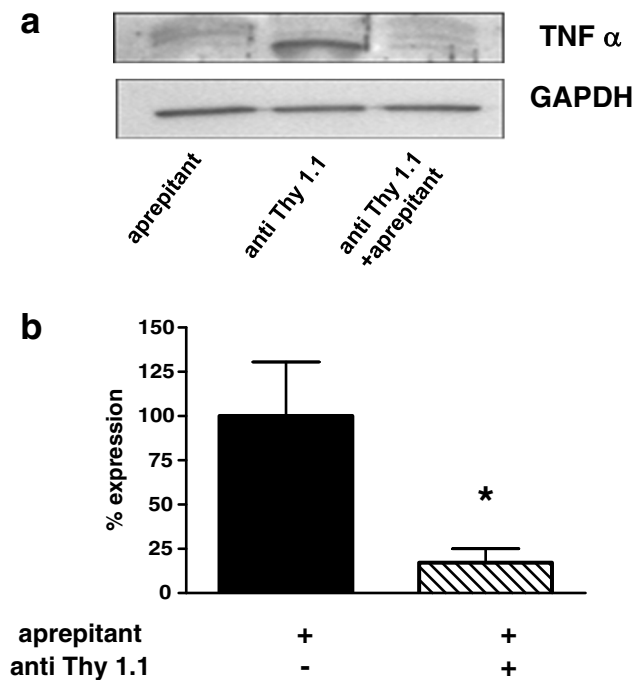 a
TNF α
GAPDH
aprepitant
anti Thy 1.1
anti Thy 1.1
+aprepitant
b
150
125
100
75
50
25
0
% expression
*
aprepitant + +
anti Thy 1.1 - +